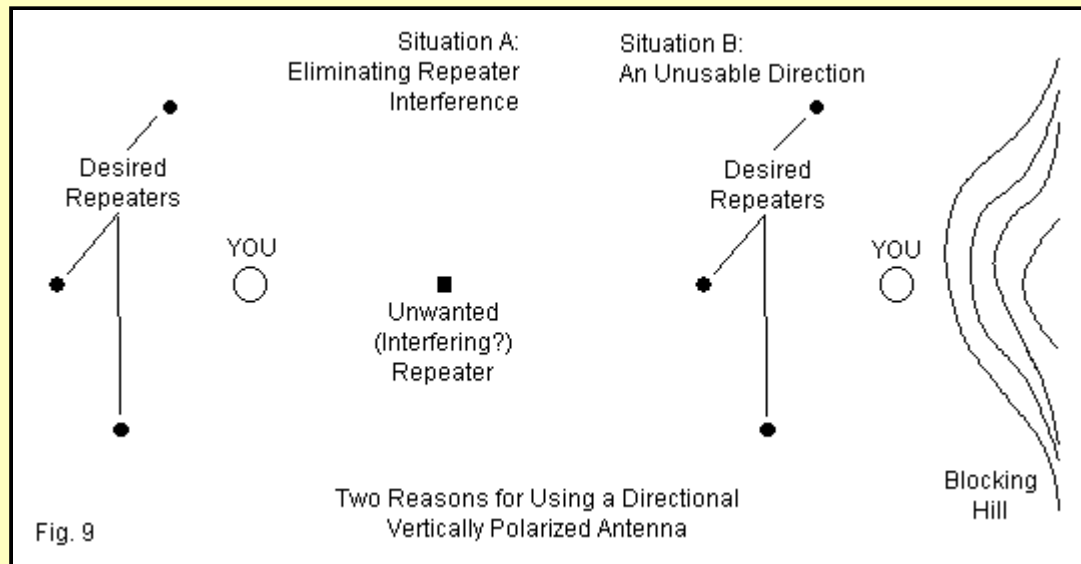 Situation A:
Eliminating Repeater
Interference
Situation B:
An Unusable Direction
Desired
Repeaters
YOU
Unwanted
(Interfering?)
Repeater
Desired
Repeaters
YOU
Blocking
Hill
Two Reasons for Using a Directional
Vertically Polarized Antenna
Fig. 9